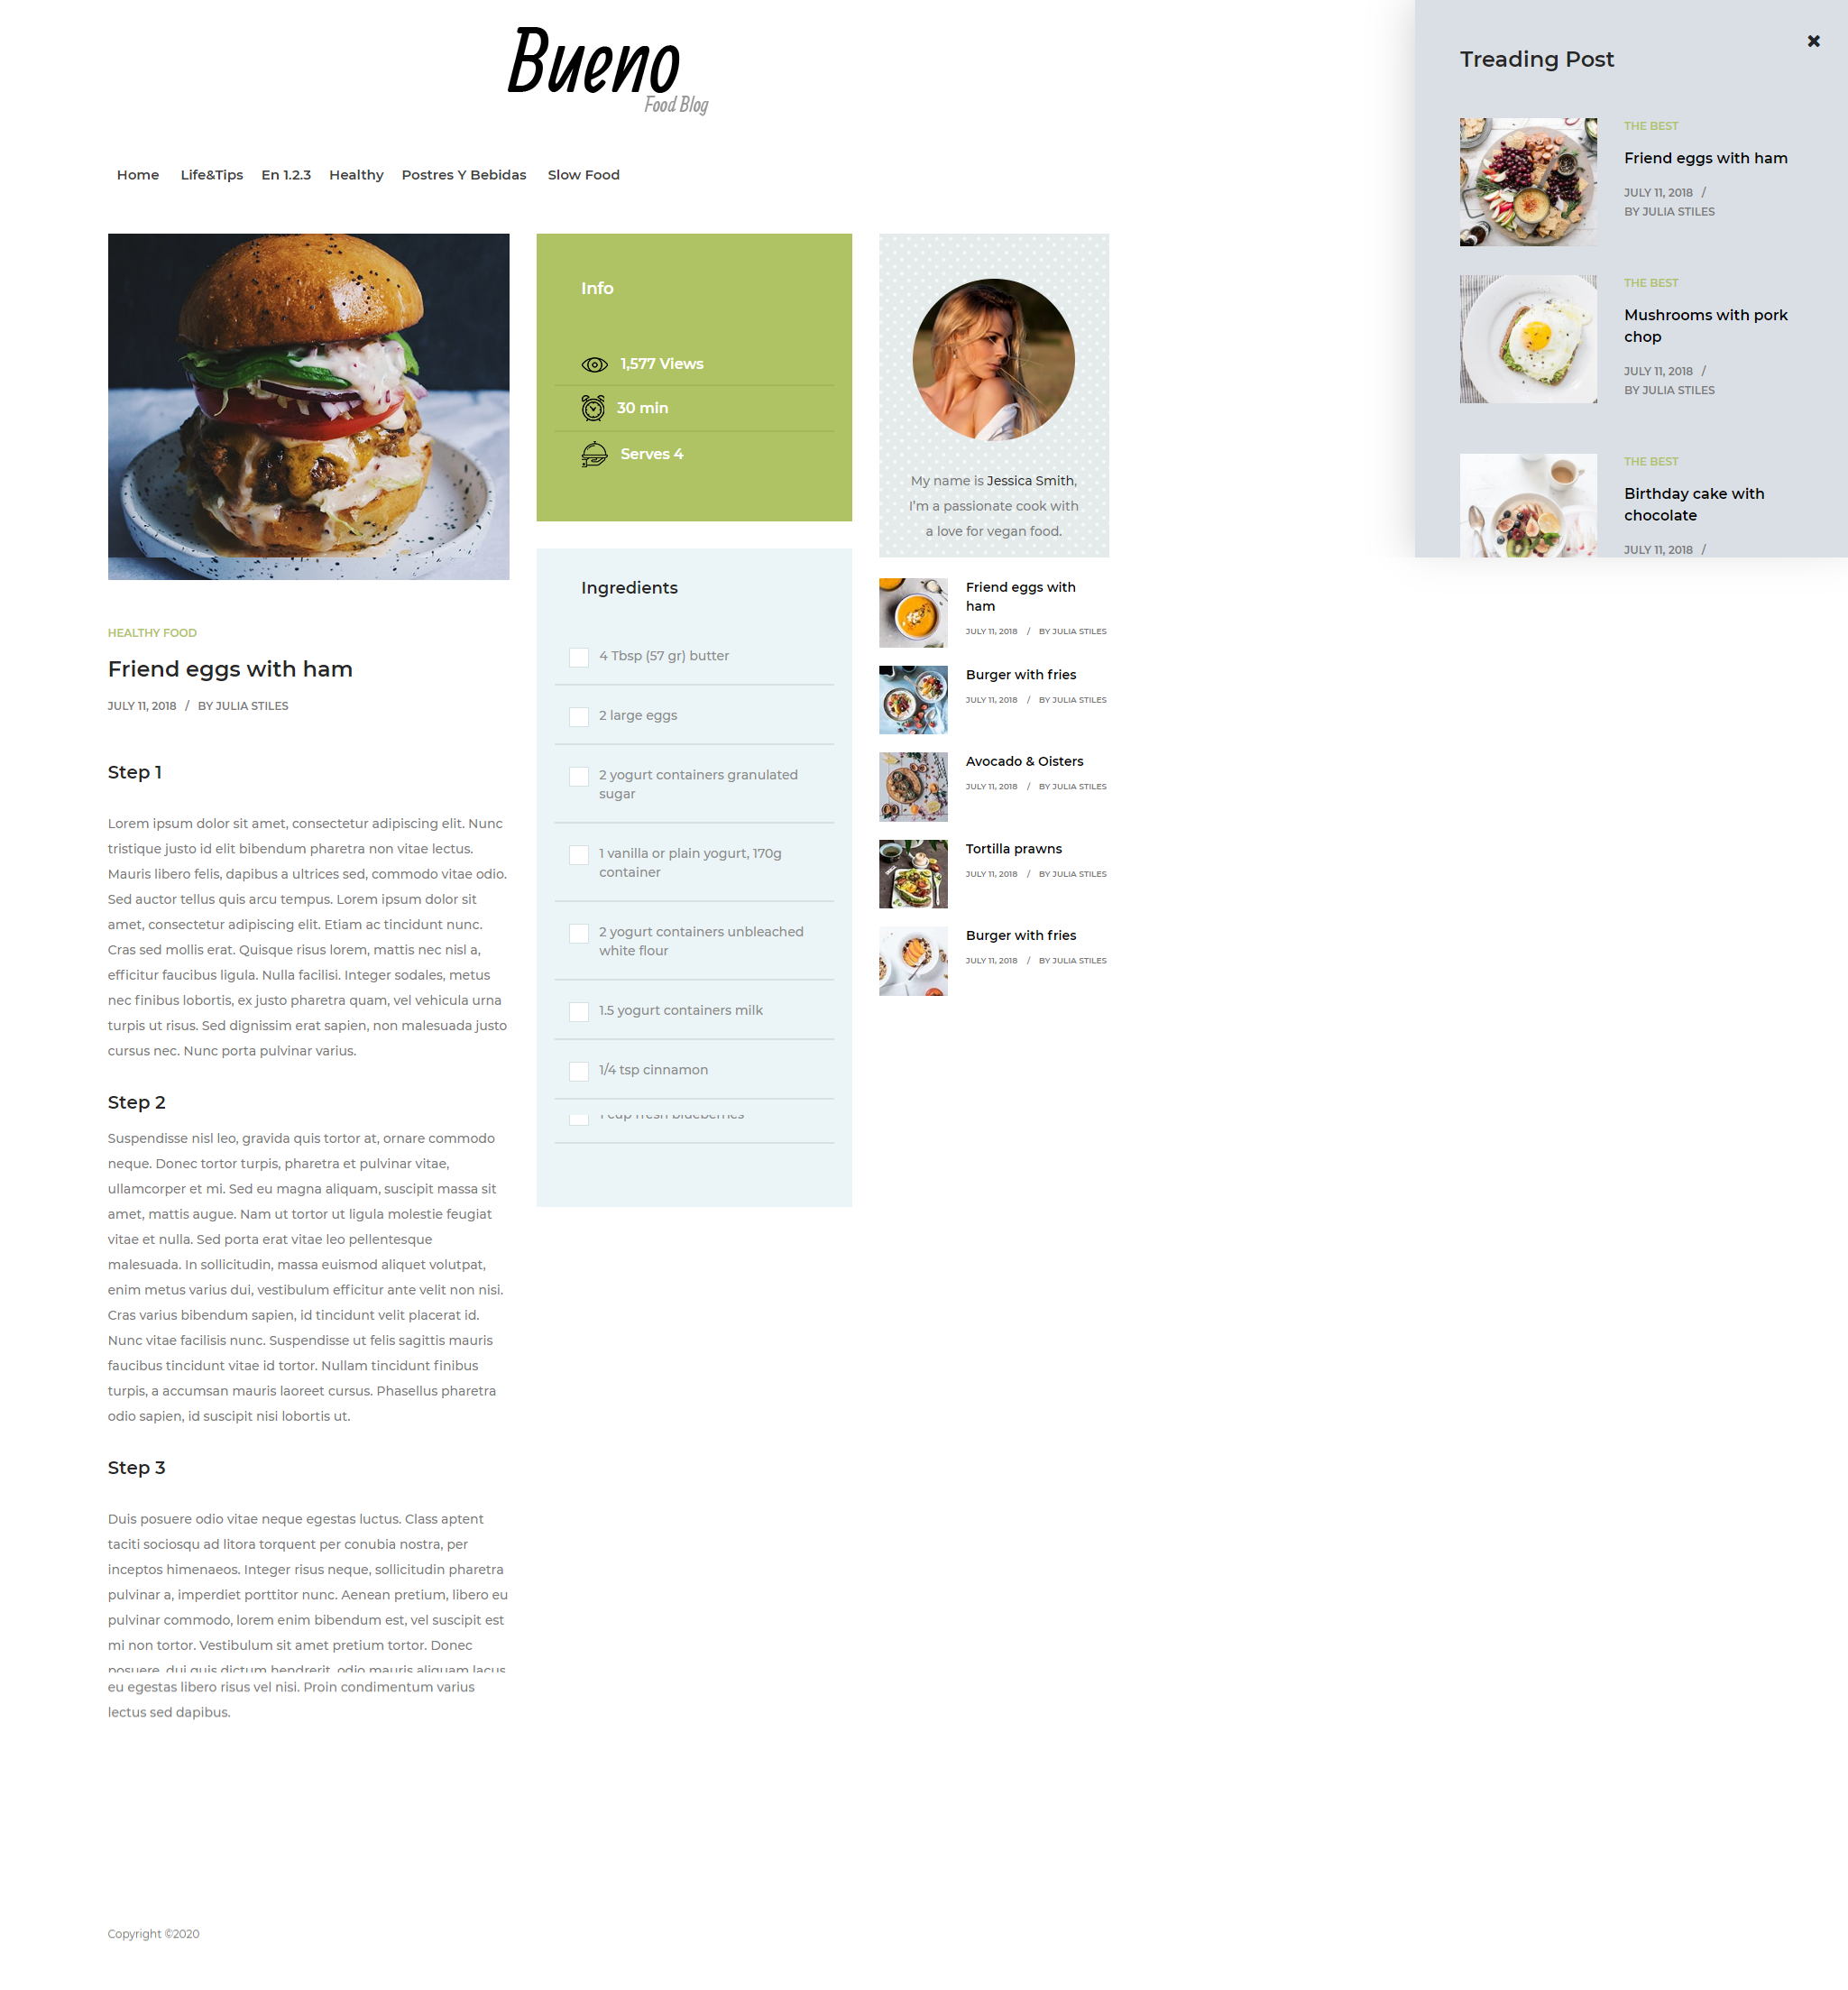 Bueno
Food Blog
Home Life&Tips En 1.2.3 Healthy Postres Y Bebidas Slow Food
HEALTHY FOOD
Friend eggs with ham
JULY 11, 2018 / BY JULIA STILES
Step 1
Lorem ipsum dolor sit amet, consectetur adipiscing elit. Nunc
tristique justo id elit bibendum pharetra non vitae lectus.
Mauris libero felis, dapibus a ultrices sed, commodo vitae odio.
Sed auctor tellus quis arcu tempus. Lorem ipsum dolor sit
amet, consectetur adipiscing elit. Etiam ac tincidunt nunc.
Cras sed mollis erat. Quisque risus lorem, mattis nec nisl a,
efficitur faucibus ligula. Nulla facilisi. Integer sodales, metus
nec finibus lobortis, ex justo pharetra quam, vel vehicula urna
turpis ut risus. Sed dignissim erat sapien, non malesuada justo
cursus nec. Nunc porta pulvinar varius.
Step 2
Suspendisse nisl leo, gravida quis tortor at, ornare commodo
neque. Donec tortor turpis, pharetra et pulvinar vitae,
ullamcorper et mi. Sed eu magna aliquam, suscipit massa sit
amet, mattis augue. Nam ut tortor ut ligula molestie feugiat
vitae et nulla. Sed porta erat vitae leo pellentesque
malesuada. In sollicitudin, massa euismod aliquet volutpat,
enim metus varius dui, vestibulum efficitur ante velit non nisi.
Cras varius bibendum sapien, id tincidunt velit placerat id.
Nunc vitae facilisis nunc. Suspendisse ut felis sagittis mauris
faucibus tincidunt vitae id tortor. Nullam tincidunt finibus
turpis, a accumsan mauris laoreet cursus. Phasellus pharetra
odio sapien, id suscipit nisi lobortis ut.
Step 3
Duis posuere odio vitae neque egestas luctus. Class aptent
taciti sociosqu ad litora torquent per conubia nostra, per
inceptos himenaeos. Integer risus neque, sollicitudin pharetra
pulvinar a, imperdiet porttitor nunc. Aenean pretium, libero eu
pulvinar commodo, lorem enim bibendum est, vel suscipit est
mi non tortor. Vestibulum sit amet pretium tortor. Donec
posuere, dui quis dictum hendrerit, odio mauris aliquam lacus
eu egestas libero risus vel nisi. Proin condimentum varius
lectus sed dapibus.
Info
1,577 Views
30 min
Serves 4
Ingredients
4 Tbsp (57 gr) butter
2 large eggs
2 yogurt containers granulated
sugar
1 vanilla or plain yogurt, 170g
container
2 yogurt containers unbleached
white flour
1.5 yogurt containers milk
1/4 tsp cinnamon
1 cup fresh blueberries
My name is Jessica Smith,
I'm a passionate cook with
a love for vegan food.
Friend eggs with
ham
JULY 11, 2018 / BY JULIA STILES
Burger with fries
JULY 11, 2018 / BY JULIA STILES
Avocado & Oisters
JULY 11, 2018 / BY JULIA STILES
Tortilla prawns
JULY 11, 2018 / BY JULIA STILES
Burger with fries
JULY 11, 2018 / BY JULIA STILES
Treading Post
THE BEST
Friend eggs with ham
JULY 11, 2018 /
BY JULIA STILES
THE BEST
Mushrooms with pork
chop
JULY 11, 2018 /
BY JULIA STILES
THE BEST
Birthday cake with
chocolate
JULY 11, 2018 /
Copyright ©2020